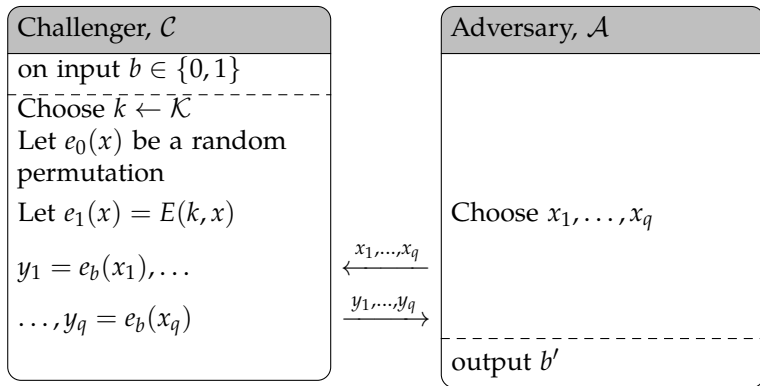 Challenger, 𝒞
on input b ∈ {0, 1}
Choose k ← 𝒦
Let e₀(x) be a random
permutation
Let e₁(x) = E(k, x)
y₁ = e_b(x₁), . . .
. . . , y_q = e_b(x_q)
x₁,...,x_q
y₁,...,y_q
Adversary, 𝒜
Choose x₁, . . . , x_q
output b′